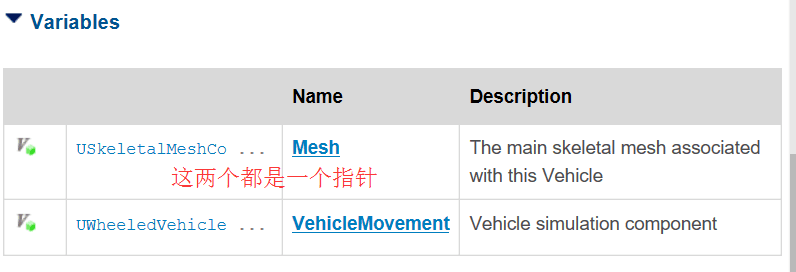 Variables
Name Description
USkeletalMeshCo ... Mesh The main skeletal mesh associated
with this Vehicle
这两个都是一个指针
UWheeledVehicle ... VehicleMovement Vehicle simulation component